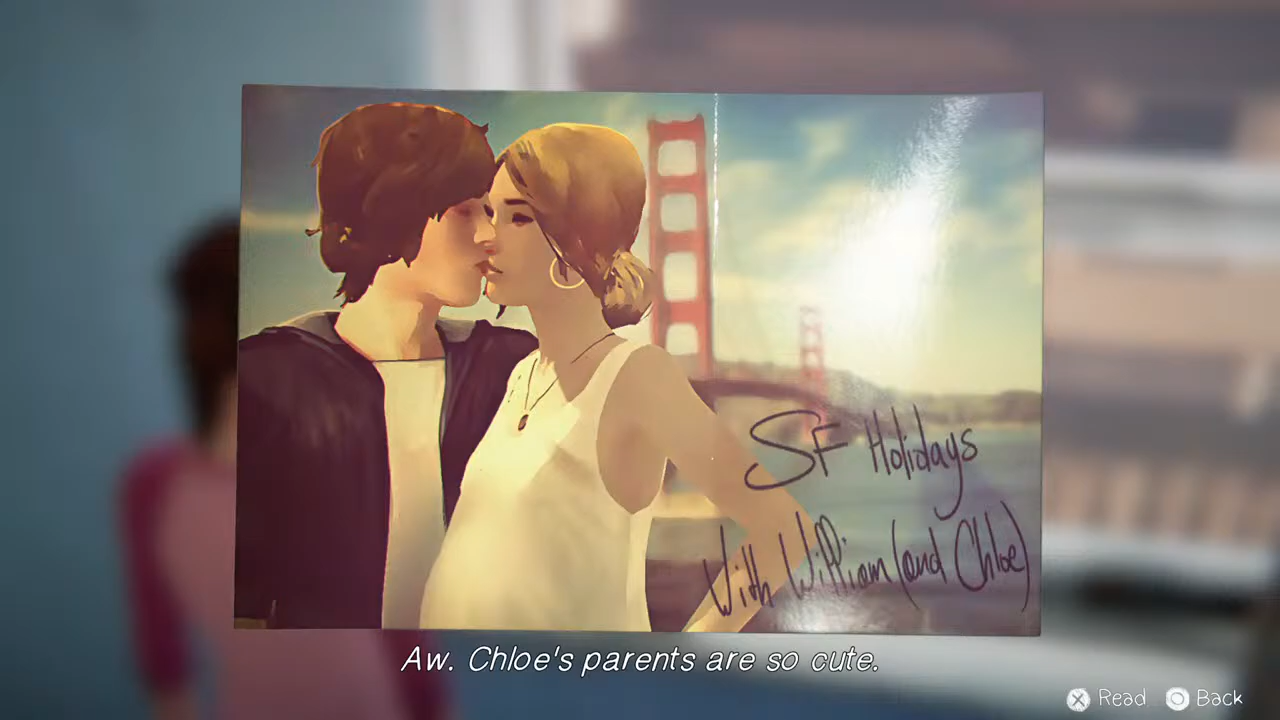 SF Holidays
With William (and Chloe)
Aw. Chloe's parents are so cute.
Read Back